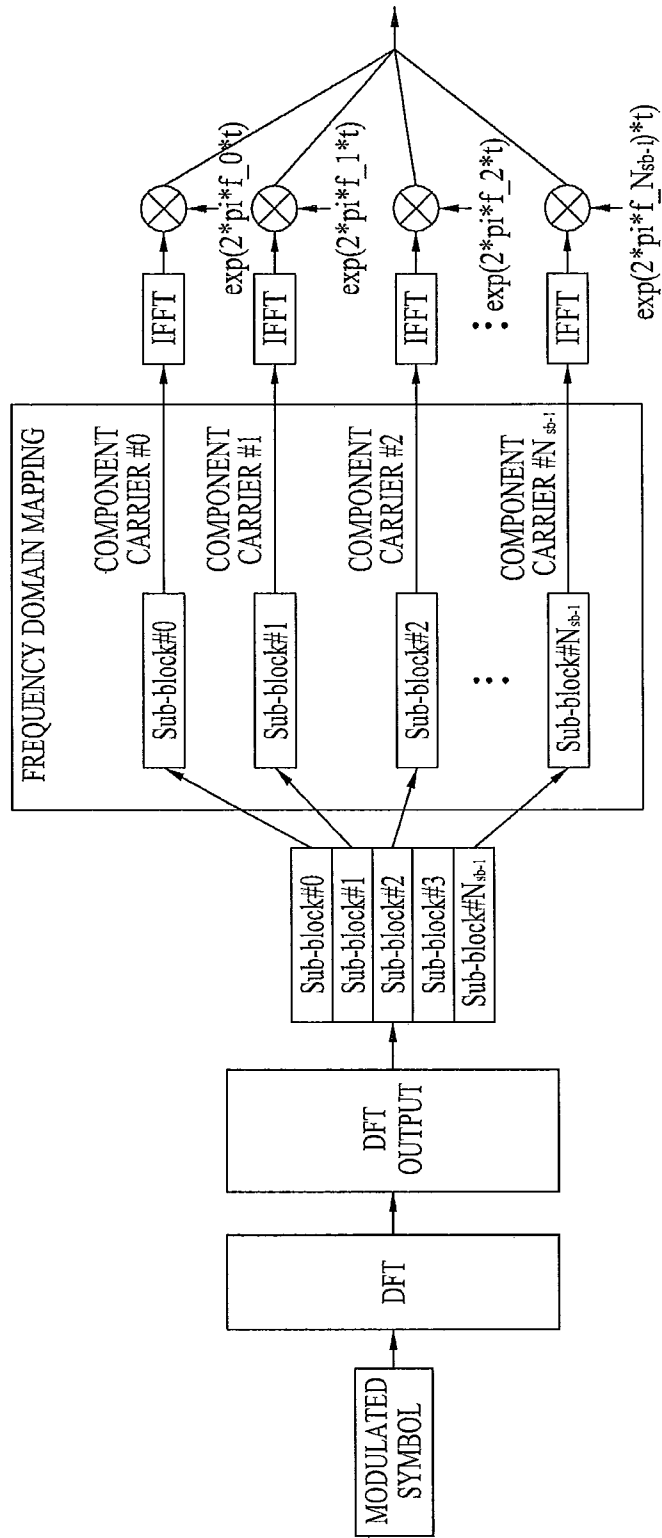 MODULATED
SYMBOL
DFT
DFT
OUTPUT
Sub-block#0
Sub-block#1
Sub-block#2
Sub-block#3
Sub-block#Nsb-1
FREQUENCY DOMAIN MAPPING
Sub-block#0
COMPONENT
CARRIER #0
IFFT
exp(2*pi*f_0*t)
Sub-block#1
COMPONENT
CARRIER #1
IFFT
exp(2*pi*f_1*t)
Sub-block#2
COMPONENT
CARRIER #2
IFFT
exp(2*pi*f_2*t)
Sub-block#Nsb-1
COMPONENT
CARRIER #Nsb-1
IFFT
exp(2*pi*f_Nsb-1)*t)